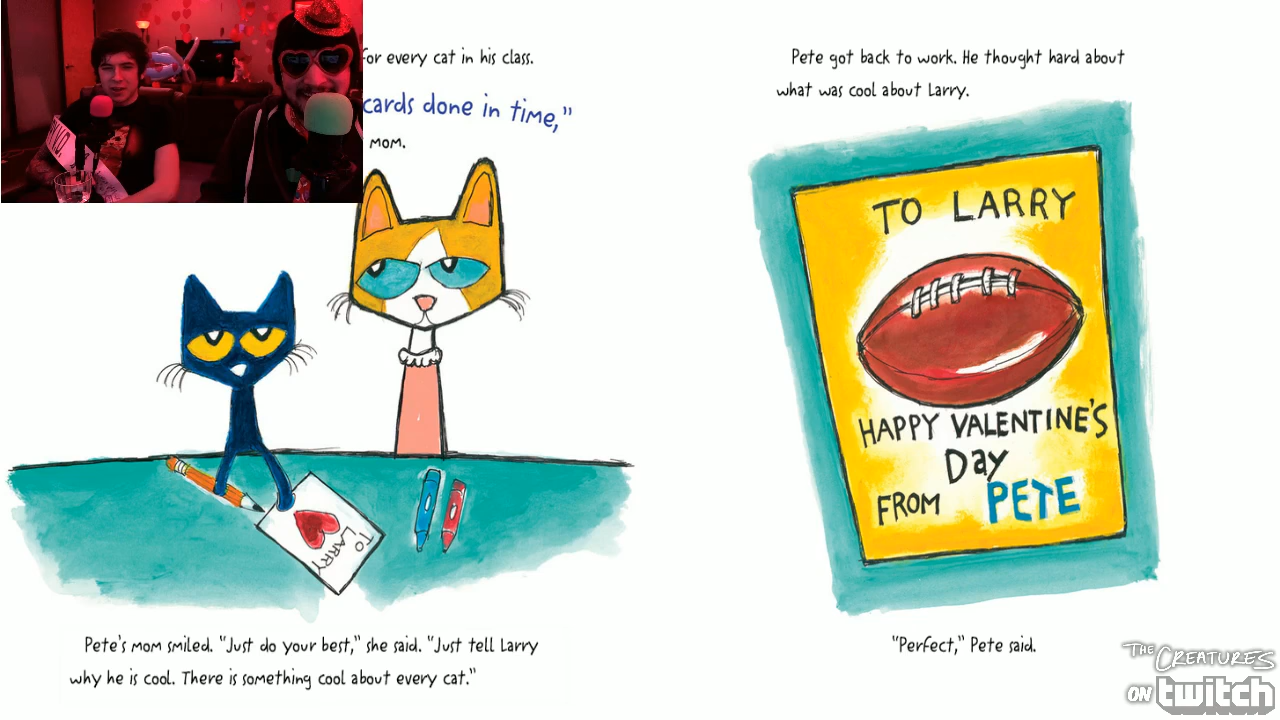 for every cat in his class.
cards done in time,”
mom.
TO
LARRY
Pete's mom smiled. “Just do your best,” she said. “Just tell Larry
why he is cool. There is something cool about every cat.”
Pete got back to work. He thought hard about
what was cool about Larry.
TO LARRY
HAPPY VALENTINE'S
Day
FROM PETE
“Perfect,” Pete said.
THE CREATURES
ON twitch